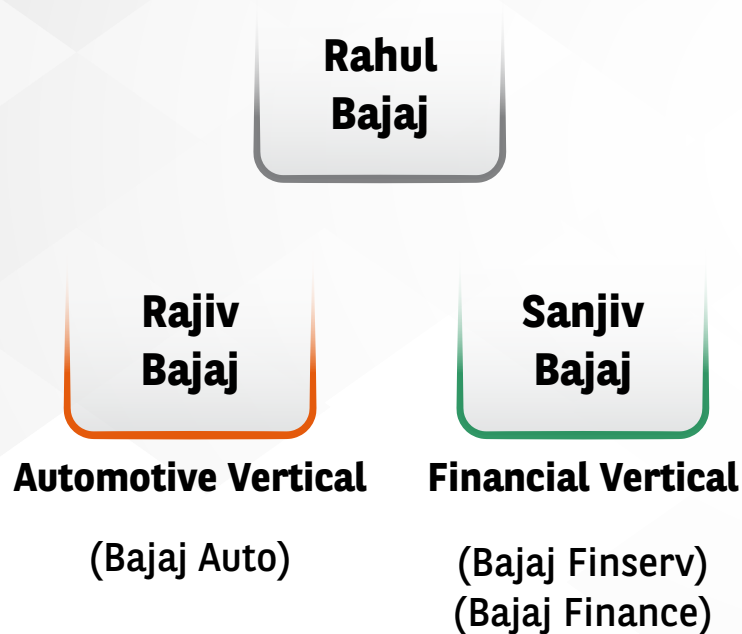 Rahul
Bajaj
Rajiv
Bajaj
Sanjiv
Bajaj
Automotive Vertical
Financial Vertical
(Bajaj Auto)
(Bajaj Finserv)
(Bajaj Finance)